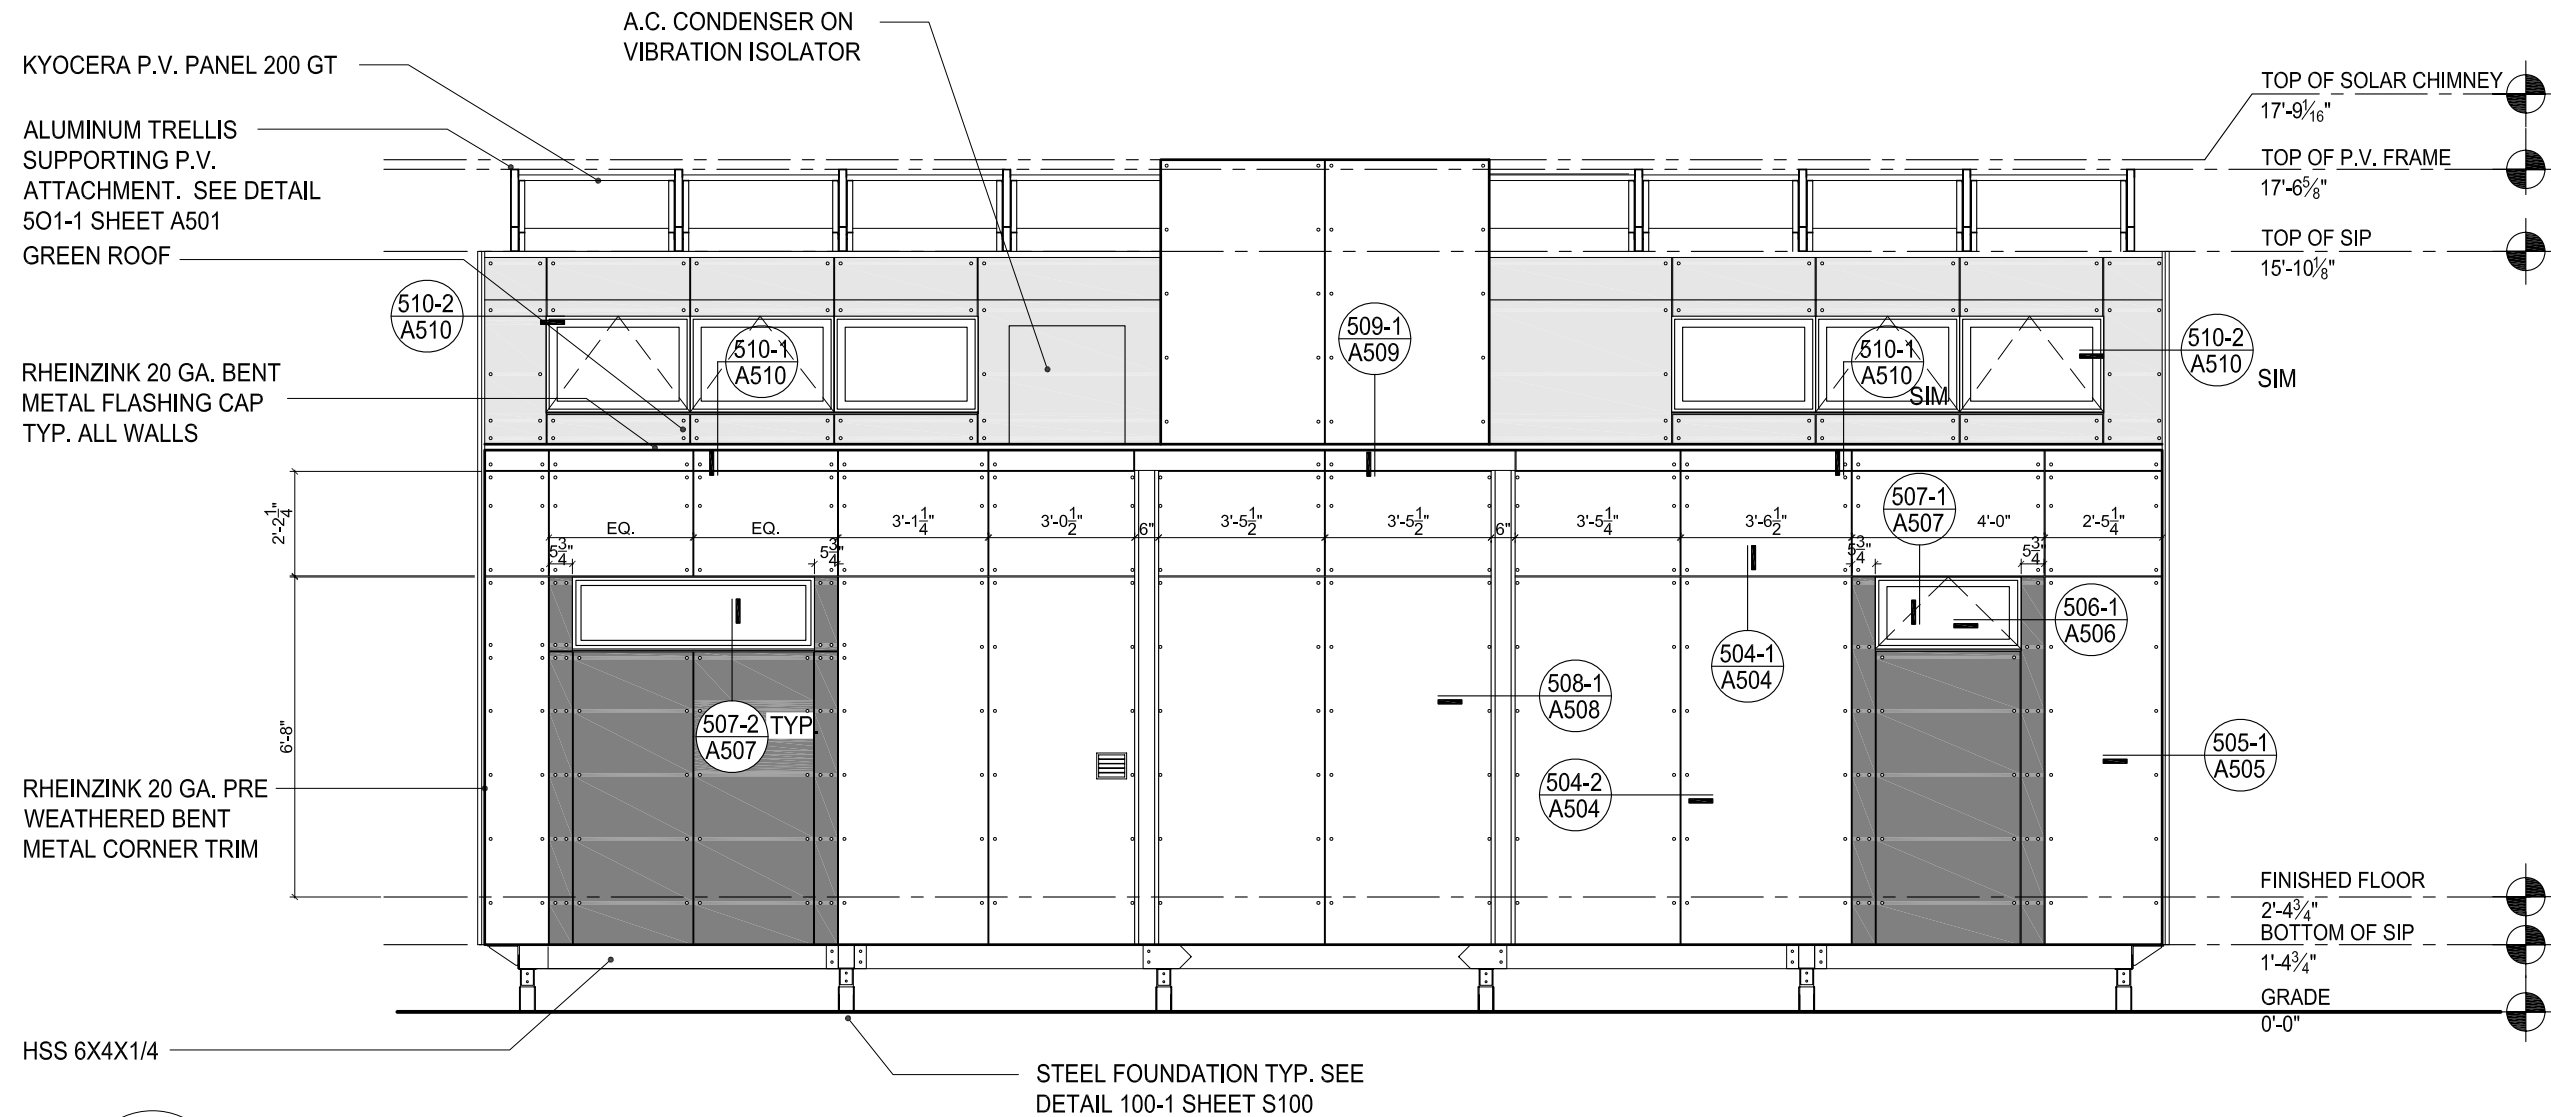 A.C. CONDENSER ON
VIBRATION ISOLATOR
KYOCERA P.V. PANEL 200 GT
ALUMINUM TRELLIS
SUPPORTING P.V.
ATTACHMENT. SEE DETAIL
5O1-1 SHEET A501
GREEN ROOF
RHEINZINK 20 GA. BENT
METAL FLASHING CAP
TYP. ALL WALLS
RHEINZINK 20 GA. PRE
WEATHERED BENT
METAL CORNER TRIM
HSS 6X4X1/4
STEEL FOUNDATION TYP. SEE
DETAIL 100-1 SHEET S100
TOP OF SOLAR CHIMNEY
17'-9 1/16"
TOP OF P.V. FRAME
17'-6 5/8"
TOP OF SIP
15'-10 1/8"
FINISHED FLOOR
2'-4 3/4"
BOTTOM OF SIP
1'-4 3/4"
GRADE
0'-0"
510-2
A510
510-1
A510
509-1
A509
510-1
A510
SIM
510-2
A510
SIM
2'-2 1/4"
6'-8"
EQ.
EQ.
3'-1 1/4"
3'-0 1/2"
6"
3'-5 1/2"
3'-5 1/2"
6"
3'-5 1/4"
3'-6 1/2"
4'-0"
2'-5 1/4"
5 3/4"
5 3/4"
5 3/4"
5 3/4"
507-1
A507
506-1
A506
504-1
A504
508-1
A508
507-2
A507
TYP.
504-2
A504
505-1
A505